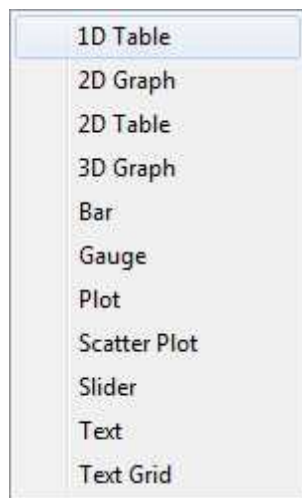 1D Table
2D Graph
2D Table
3D Graph
Bar
Gauge
Plot
Scatter Plot
Slider
Text
Text Grid